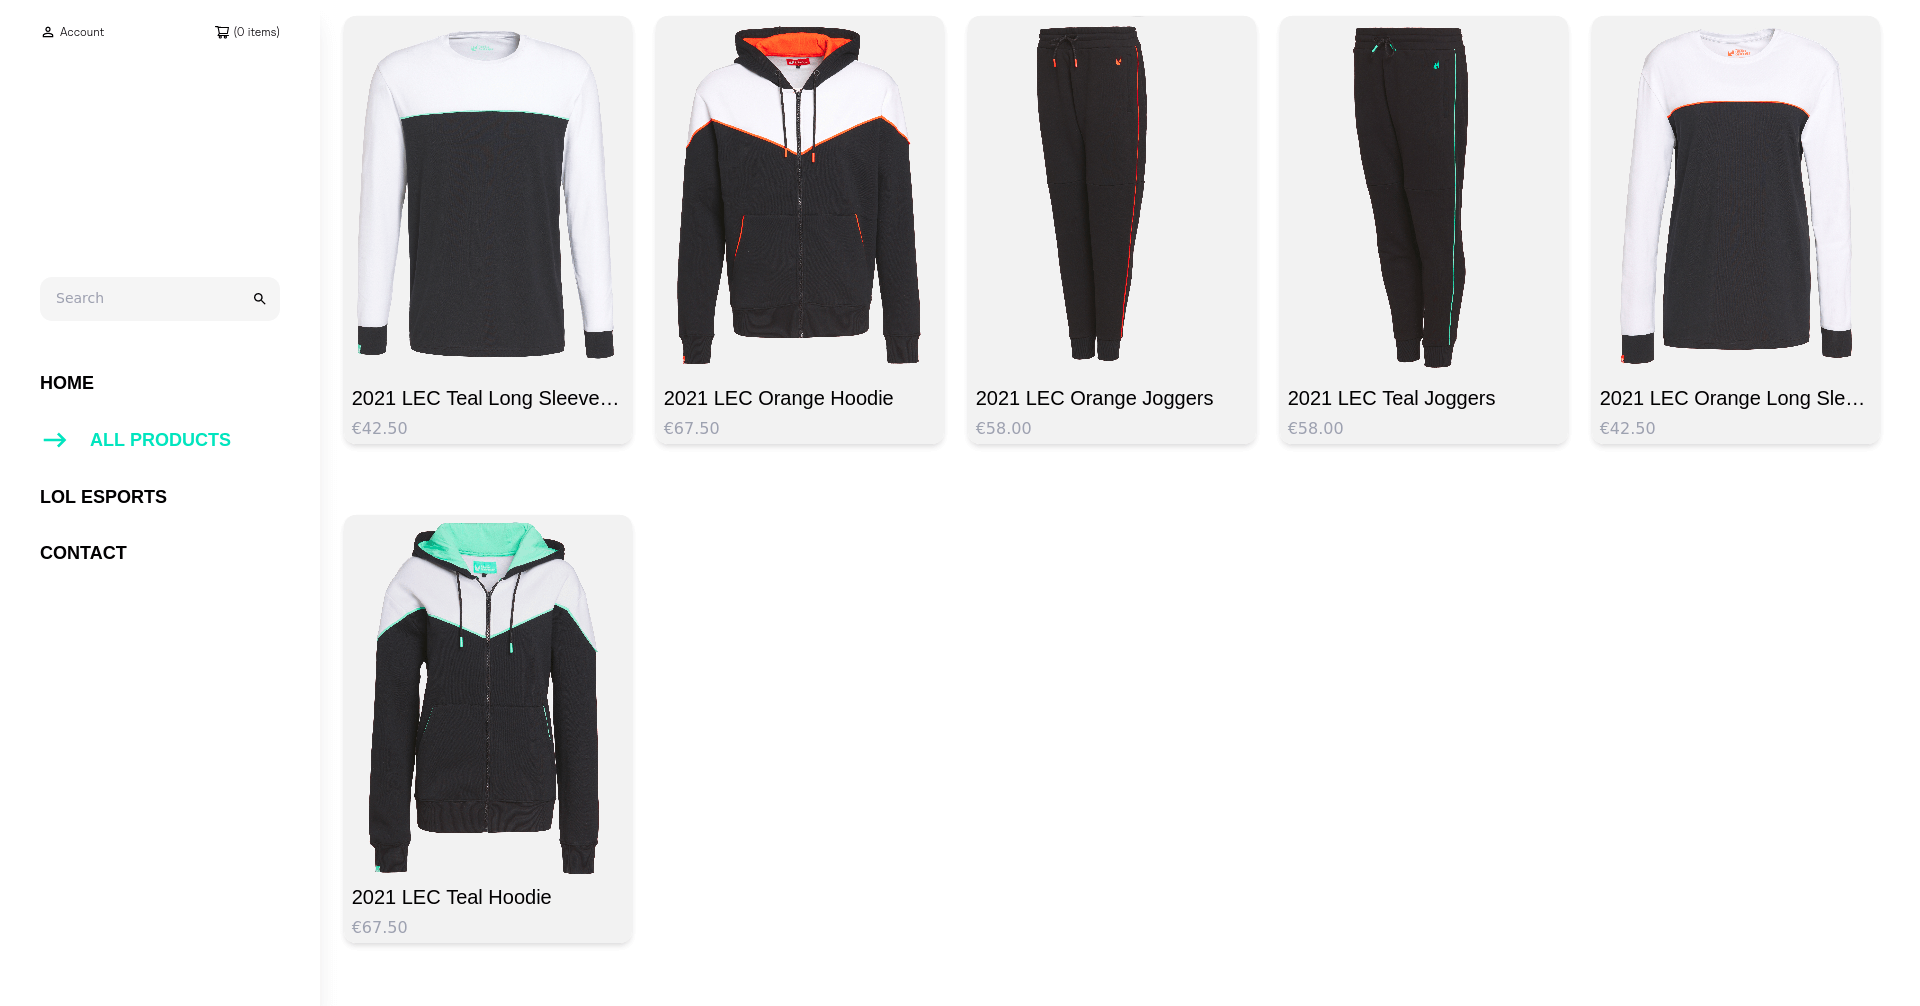 Account
(0 items)
Search
HOME
ALL PRODUCTS
LOL ESPORTS
CONTACT
2021 LEC Teal Long Sleeve…
€42.50
2021 LEC Orange Hoodie
€67.50
2021 LEC Orange Joggers
€58.00
2021 LEC Teal Joggers
€58.00
2021 LEC Orange Long Sle…
€42.50
2021 LEC Teal Hoodie
€67.50